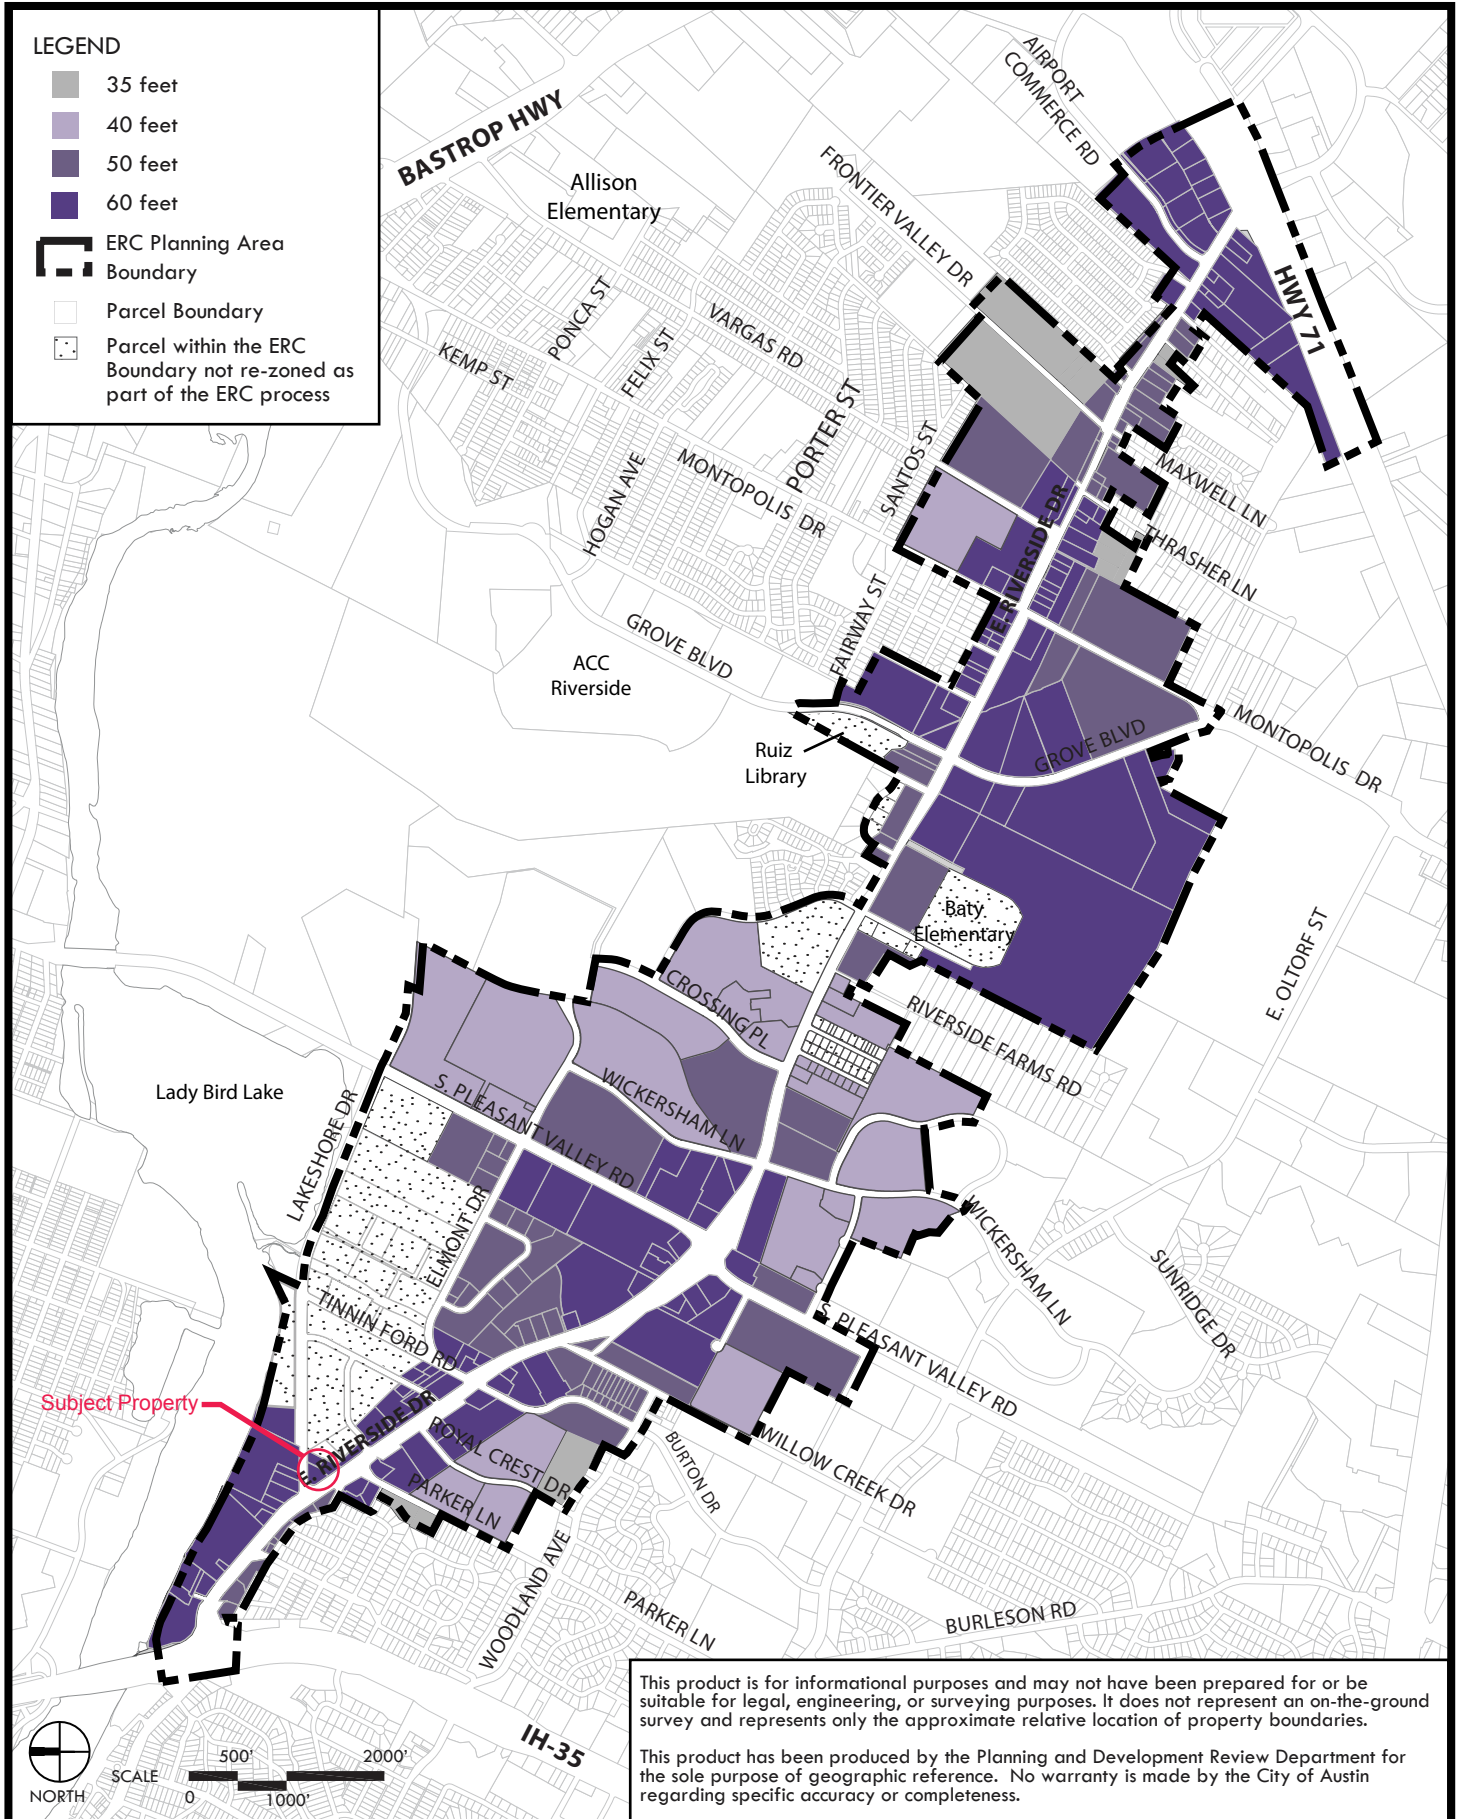 LEGEND
35 feet
40 feet
50 feet
60 feet
ERC Planning Area
Boundary
Parcel Boundary
Parcel within the ERC
Boundary not re-zoned as
part of the ERC process
BASTROP HWY
Allison
Elementary
AIRPORT
COMMERCE RD
FRONTIER VALLEY DR
HWY 71
PONCA ST
VARGAS RD
KEMP ST
FELIX ST
PORTER ST
SANTOS ST
HOGAN AVE
MONTOPOLIS DR
MAXWELL LN
THRASHER LN
E. RIVERSIDE DR
FAIRWAY ST
GROVE BLVD
ACC
Riverside
Ruiz
Library
GROVE BLVD
MONTOPOLIS DR
Baty
Elementary
E. OLTORF ST
CROSSING PL
RIVERSIDE FARMS RD
Lady Bird Lake
LAKESHORE DR
S. PLEASANT VALLEY RD
WICKERSHAM LN
ELMONT DR
WICKERSHAM LN
SUNRIDGE DR
TINNIN FORD RD
S. PLEASANT VALLEY RD
Subject Property
E. RIVERSIDE DR
ROYAL CREST DR
PARKER LN
BURTON DR
WILLOW CREEK DR
WOODLAND AVE
PARKER LN
BURLESON RD
IH-35
NORTH
SCALE
500'
2000'
0
1000'
This product is for informational purposes and may not have been prepared for or be
suitable for legal, engineering, or surveying purposes. It does not represent an on-the-ground
survey and represents only the approximate relative location of property boundaries.
This product has been produced by the Planning and Development Review Department for
the sole purpose of geographic reference. No warranty is made by the City of Austin
regarding specific accuracy or completeness.